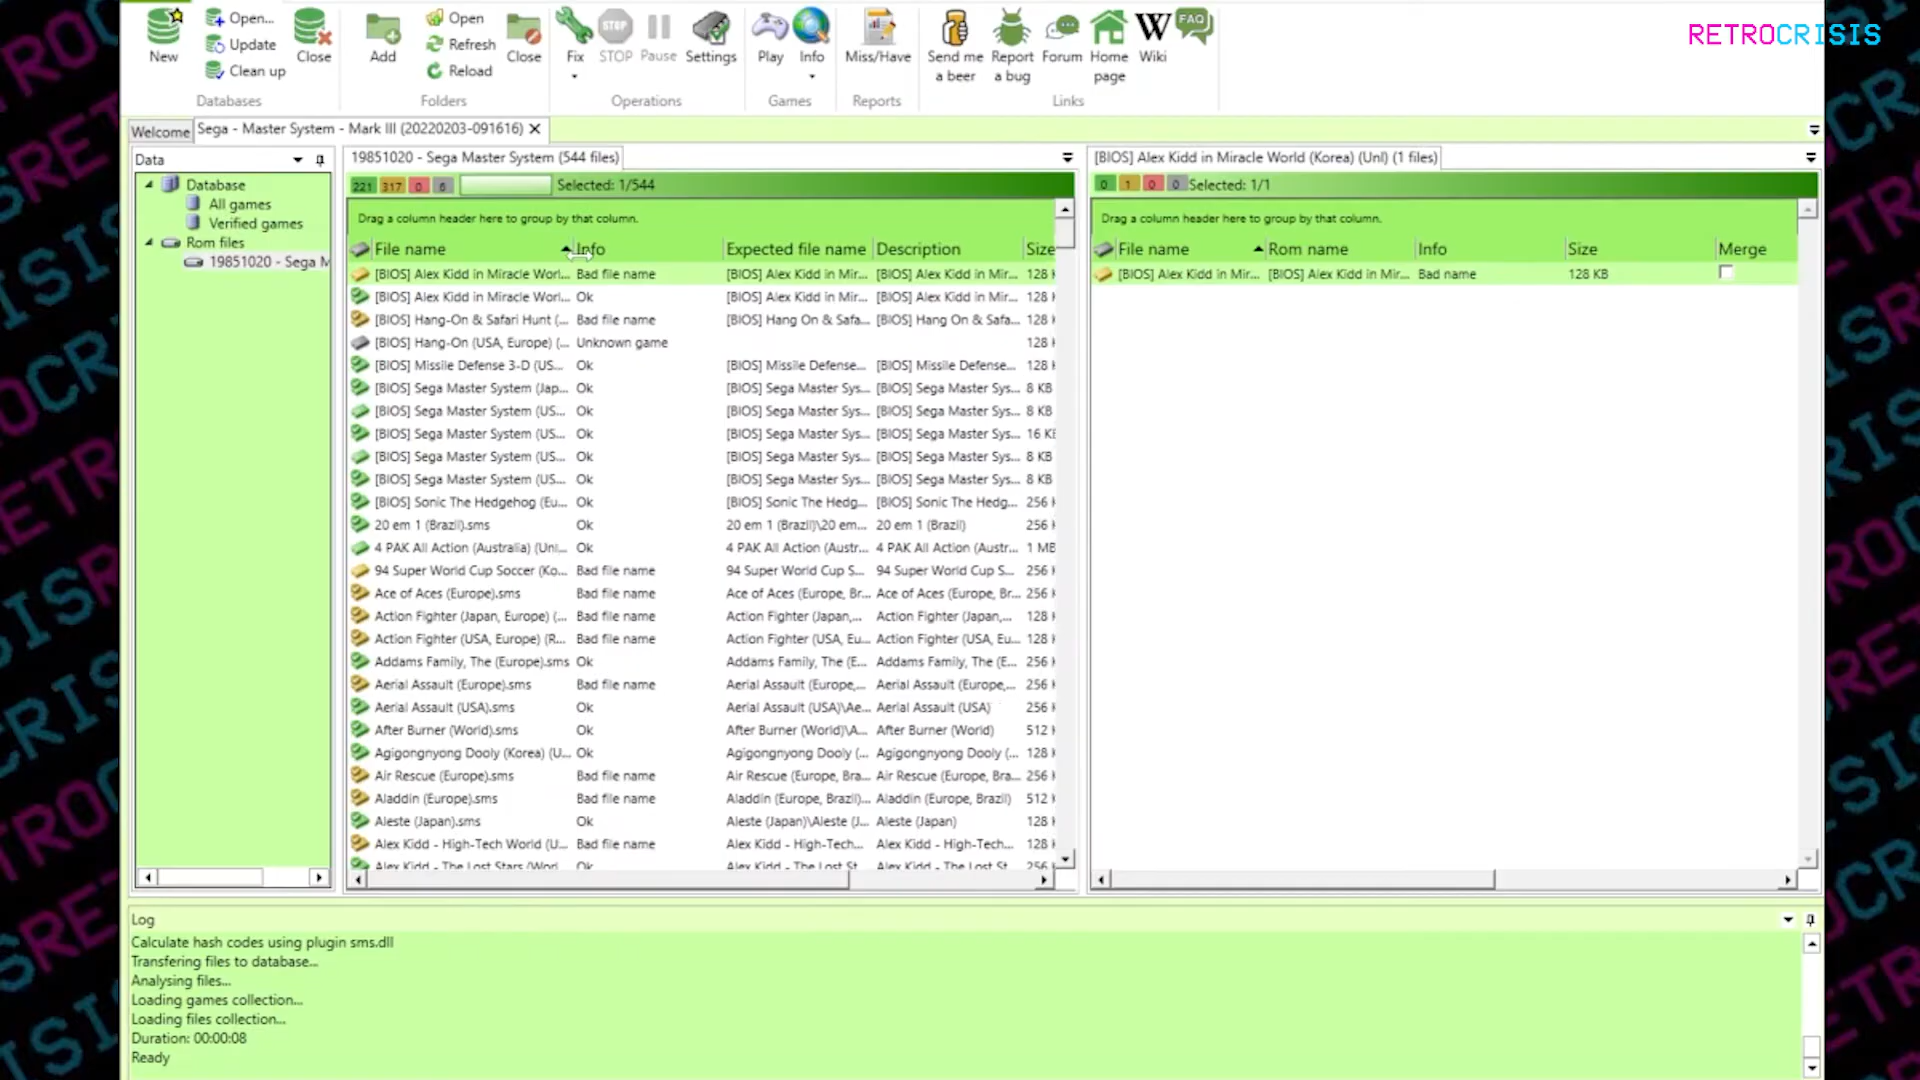 RETROCRISIS
New
Open...
Update
Clean up
Close
Databases
Add
Open
Refresh
Reload
Close
Folders
Fix
STOP
STOP
Pause
Settings
Operations
Play
Info
Games
Miss/Have
Reports
Send me a beer
Report a bug
Forum
Home page
W
Wiki
FAQ
Links
Welcome
Sega - Master System - Mark III (20220203-091616)
Data
Database
All games
Verified games
Rom files
19851020 - Sega M
19851020 - Sega Master System (544 files)
221 317 0 6 Selected: 1/544
Drag a column header here to group by that column.
File name Info Expected file name Description Size
[BIOS] Alex Kidd in Miracle Worl... Bad file name [BIOS] Alex Kidd in Mir... [BIOS] Alex Kidd in Mir... 128 K
[BIOS] Alex Kidd in Miracle Worl... Ok [BIOS] Alex Kidd in Mir... [BIOS] Alex Kidd in Mir... 128 K
[BIOS] Hang-On & Safari Hunt (... Bad file name [BIOS] Hang On & Safa... [BIOS] Hang On & Safa... 128 K
[BIOS] Hang-On (USA, Europe) (... Unknown game 128 K
[BIOS] Missile Defense 3-D (US... Ok [BIOS] Missile Defense... [BIOS] Missile Defense... 128 K
[BIOS] Sega Master System (Jap... Ok [BIOS] Sega Master Sys... [BIOS] Sega Master Sys... 8 KB
[BIOS] Sega Master System (US... Ok [BIOS] Sega Master Sys... [BIOS] Sega Master Sys... 8 KB
[BIOS] Sega Master System (US... Ok [BIOS] Sega Master Sys... [BIOS] Sega Master Sys... 16 KB
[BIOS] Sega Master System (US... Ok [BIOS] Sega Master Sys... [BIOS] Sega Master Sys... 8 KB
[BIOS] Sega Master System (US... Ok [BIOS] Sega Master Sys... [BIOS] Sega Master Sys... 8 KB
[BIOS] Sonic The Hedgehog (Eu... Ok [BIOS] Sonic The Hedg... [BIOS] Sonic The Hedg... 256 K
20 em 1 (Brazil).sms Ok 20 em 1 (Brazil)\20 em... 20 em 1 (Brazil) 256 K
4 PAK All Action (Australia) (Uni... Ok 4 PAK All Action (Austr... 4 PAK All Action (Austr... 1 MB
94 Super World Cup Soccer (Ko... Bad file name 94 Super World Cup S... 94 Super World Cup S... 256 K
Ace of Aces (Europe).sms Bad file name Ace of Aces (Europe, Br... Ace of Aces (Europe, Br... 256 K
Action Fighter (Japan, Europe) (... Bad file name Action Fighter (Japan,... Action Fighter (Japan,... 128 K
Action Fighter (USA, Europe) (R... Bad file name Action Fighter (USA, Eu... Action Fighter (USA, Eu... 128 K
Addams Family, The (Europe).sms Ok Addams Family, The (E... Addams Family, The (E... 256 K
Aerial Assault (Europe).sms Bad file name Aerial Assault (Europe,... Aerial Assault (Europe,... 256 K
Aerial Assault (USA).sms Ok Aerial Assault (USA)\Ae... Aerial Assault (USA) 256 K
After Burner (World).sms Ok After Burner (World)\A... After Burner (World) 512 K
Agigongnyong Dooly (Korea) (U... Ok Agigongnyong Dooly (... Agigongnyong Dooly (... 128 K
Air Rescue (Europe).sms Bad file name Air Rescue (Europe, Bra... Air Rescue (Europe, Bra... 256 K
Aladdin (Europe).sms Bad file name Aladdin (Europe, Brazil)... Aladdin (Europe, Brazil) 512 K
Aleste (Japan).sms Ok Aleste (Japan)\Aleste (J... Aleste (Japan) 128 K
Alex Kidd - High-Tech World (U... Bad file name Alex Kidd - High-Tech... Alex Kidd - High-Tech... 128 K
Alex Kidd - The Lost Stars (Worl... Ok Alex Kidd - The Lost St... Alex Kidd - The Lost St... 256 K
[BIOS] Alex Kidd in Miracle World (Korea) (Unl) (1 files)
0 1 0 0 Selected: 1/1
Drag a column header here to group by that column.
File name Rom name Info Size Merge
[BIOS] Alex Kidd in Mir... [BIOS] Alex Kidd in Mir... Bad name 128 KB
Log
Calculate hash codes using plugin sms.dll
Transfering files to database...
Analysing files...
Loading games collection...
Loading files collection...
Duration: 00:00:08
Ready